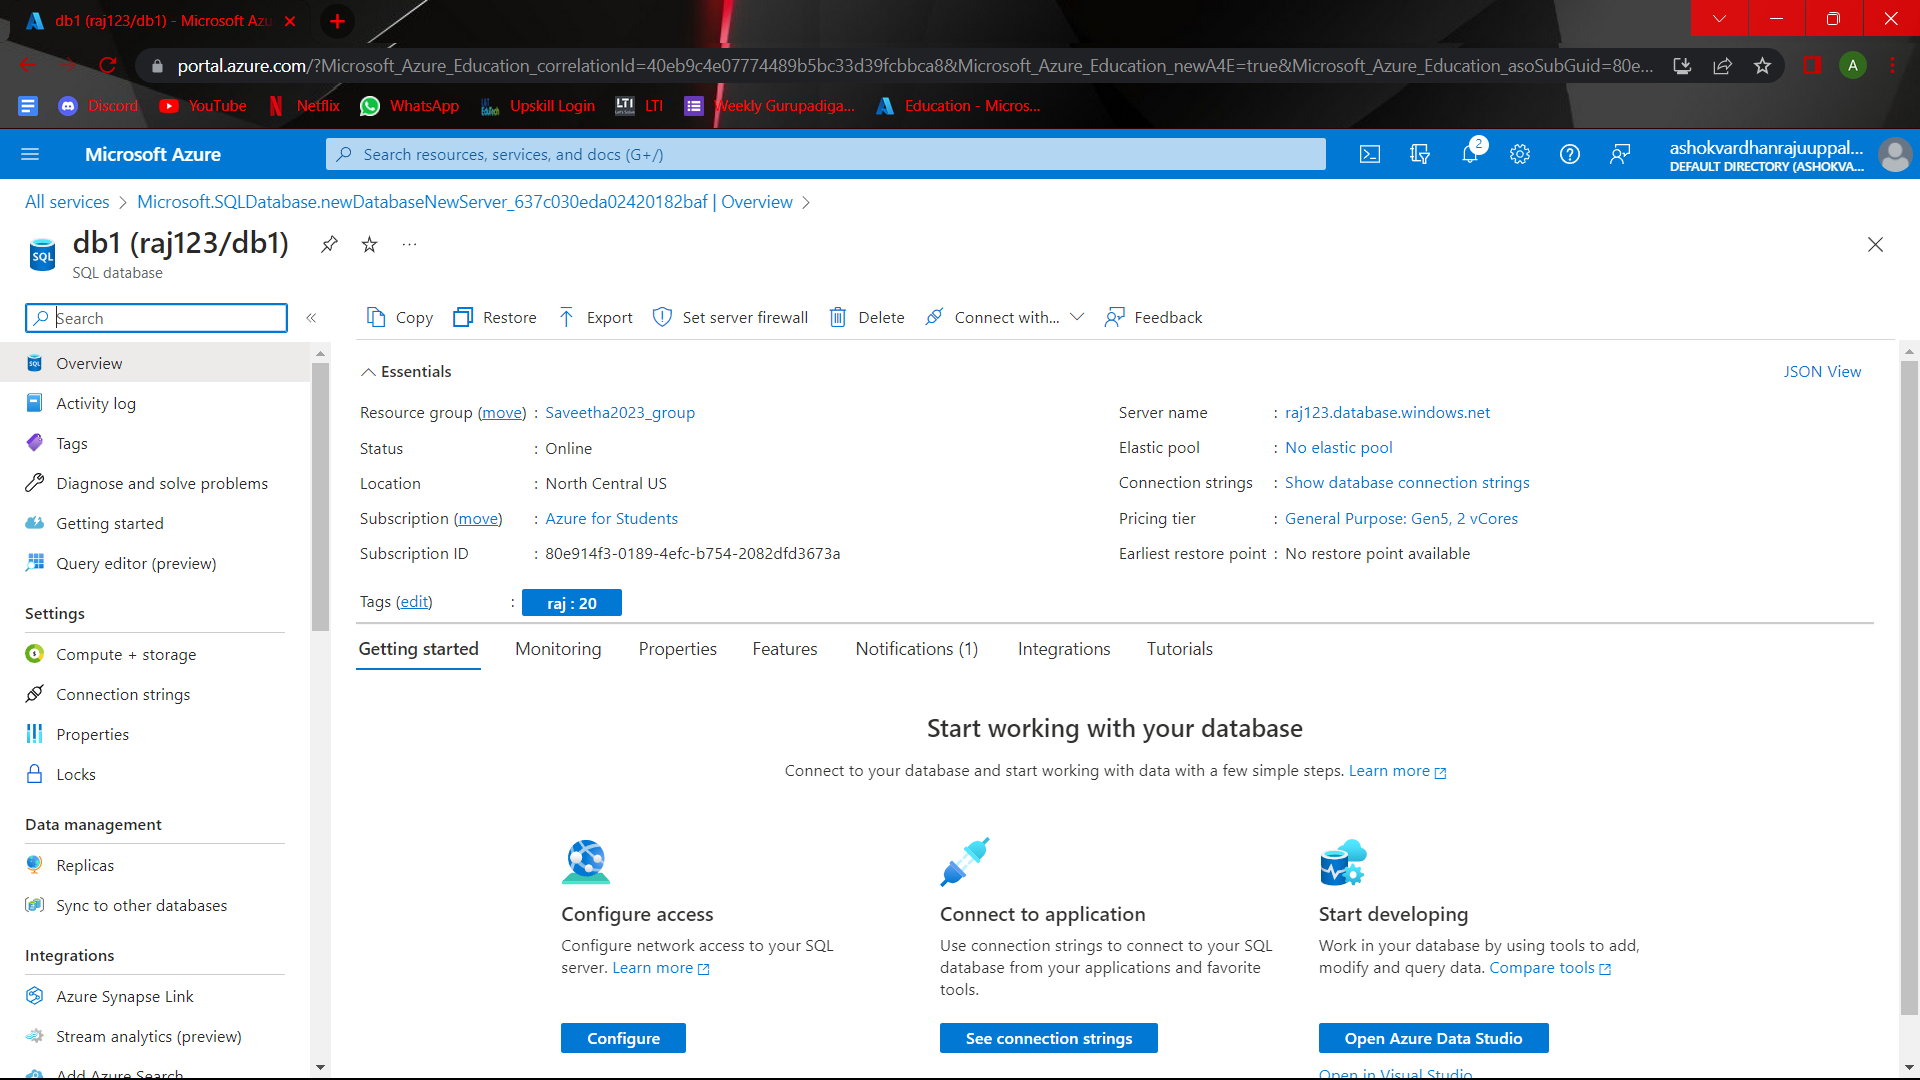 db1 (raj123/db1) - Microsoft Azu
portal.azure.com/?Microsoft_Azure_Education_correlationId=40eb9c4e07774489b5bc33d39fcbbca8&Microsoft_Azure_Education_newA4E=true&Microsoft_Azure_Education_asoSubGuid=80e...
A
Discord YouTube Netflix WhatsApp Upskill Login LTI LTI Weekly Gurupadiga... Education - Micros...
Microsoft Azure
Search resources, services, and docs (G+/)
2
ashokvardhanrajuuppal...
DEFAULT DIRECTORY (ASHOKVA...
All services > Microsoft.SQLDatabase.newDatabaseNewServer_637c030eda02420182baf | Overview >
SQL
db1 (raj123/db1)
SQL database
Search
Overview
Activity log
Tags
Diagnose and solve problems
Getting started
Query editor (preview)
Settings
Compute + storage
Connection strings
Properties
Locks
Data management
Replicas
Sync to other databases
Integrations
Azure Synapse Link
Stream analytics (preview)
Add Azure Search
Copy Restore Export Set server firewall Delete Connect with... Feedback
Essentials
JSON View
Resource group (move) : Saveetha2023_group
Status : Online
Location : North Central US
Subscription (move) : Azure for Students
Subscription ID : 80e914f3-0189-4efc-b754-2082dfd3673a
Server name : raj123.database.windows.net
Elastic pool : No elastic pool
Connection strings : Show database connection strings
Pricing tier : General Purpose: Gen5, 2 vCores
Earliest restore point : No restore point available
Tags (edit) : raj : 20
Getting started Monitoring Properties Features Notifications (1) Integrations Tutorials
Start working with your database
Connect to your database and start working with data with a few simple steps. Learn more
Configure access
Configure network access to your SQL
server. Learn more
Configure
Connect to application
Use connection strings to connect to your SQL
database from your applications and favorite
tools.
See connection strings
Start developing
Work in your database by using tools to add,
modify and query data. Compare tools
Open Azure Data Studio
Open in Visual Studio